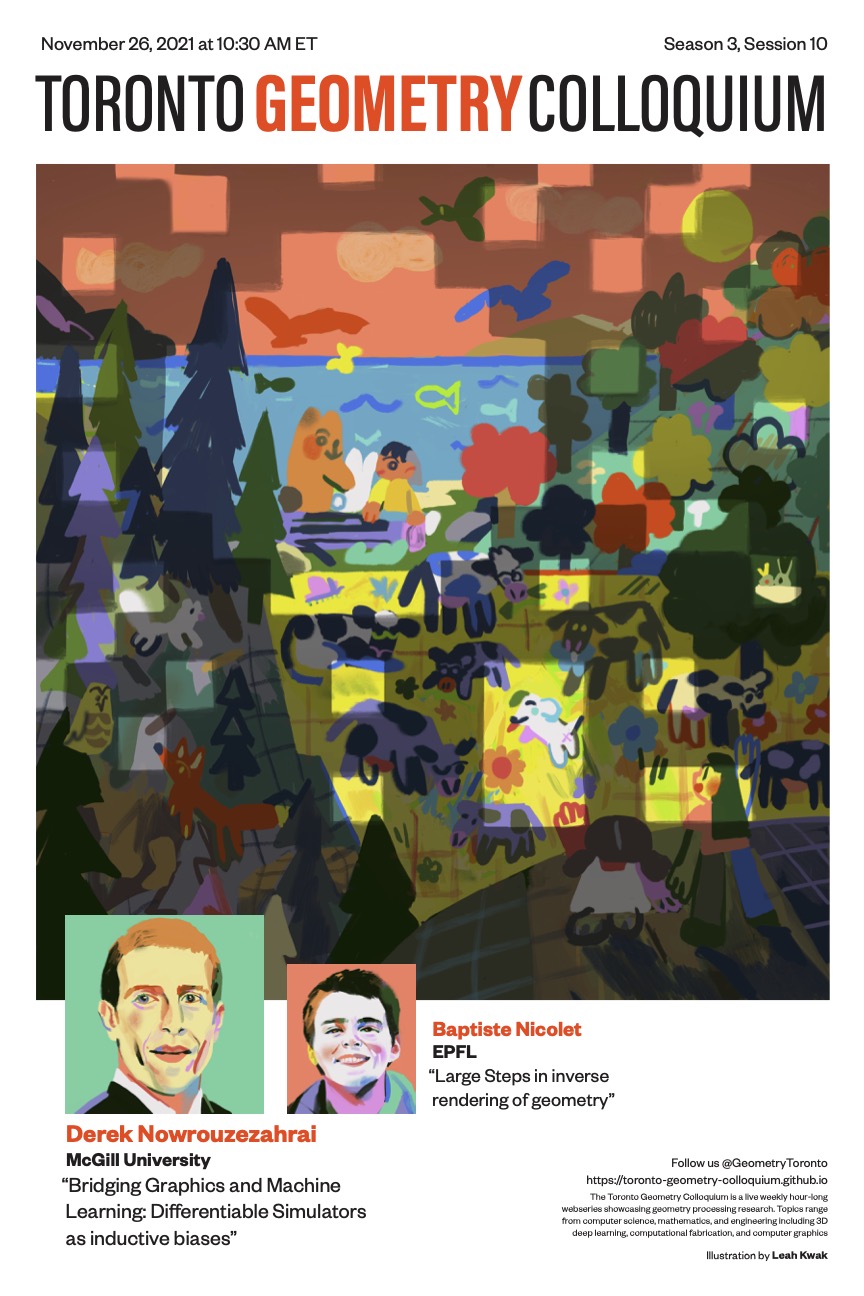 November 26, 2021 at 10:30 AM ET
Season 3, Session 10
TORONTO GEOMETRY COLLOQUIUM
Baptiste Nicolet
EPFL
“Large Steps in inverse
rendering of geometry”
Derek Nowrouzezahrai
McGill University
“Bridging Graphics and Machine
Learning: Differentiable Simulators
as inductive biases”
Follow us @GeometryToronto
https://toronto-geometry-colloquium.github.io
The Toronto Geometry Colloquium is a live weekly hour-long
webseries showcasing geometry processing research. Topics range
from computer science, mathematics, and engineering including 3D
deep learning, computational fabrication, and computer graphics
Illustration by Leah Kwak